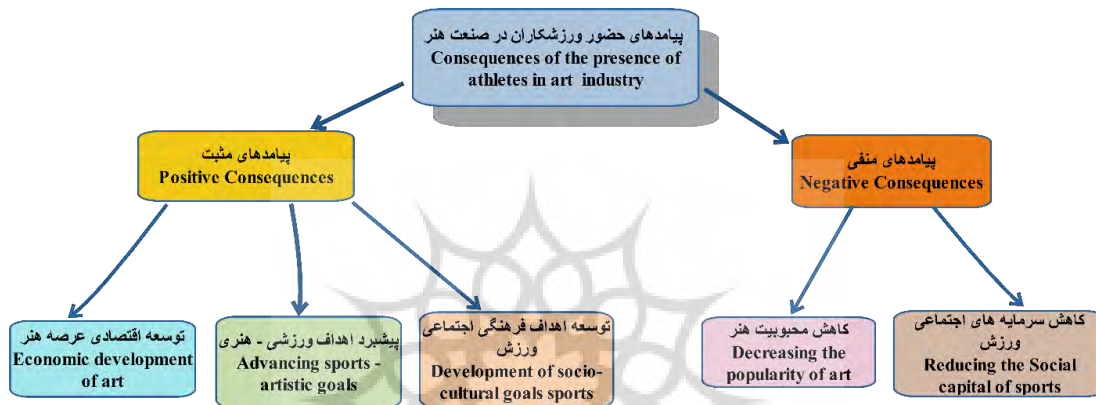 پیامدهای حضور ورزشکاران در صنعت هنر
Consequences of the presence of
athletes in art industry
پیامدهای مثبت
Positive Consequences
پیامدهای منفی
Negative Consequences
توسعه اقتصادی عرصه هنر
Economic development
of art
پیشبرد اهداف ورزشی - هنری
Advancing sports -
artistic goals
توسعه اهداف فرهنگی اجتماعی
ورزش
Development of socio-
cultural goals sports
کاهش محبوبیت هنر
Decreasing the
popularity of art
کاهش سرمایه های اجتماعی
ورزش
Reducing the Social
capital of sports